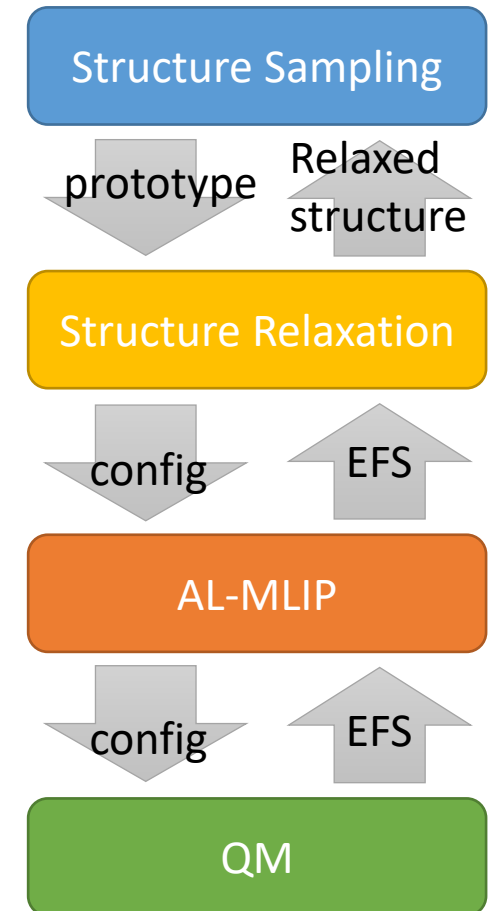 Structure Sampling
prototype
Relaxed
structure
Structure Relaxation
config
EFS
AL-MLIP
config
EFS
QM